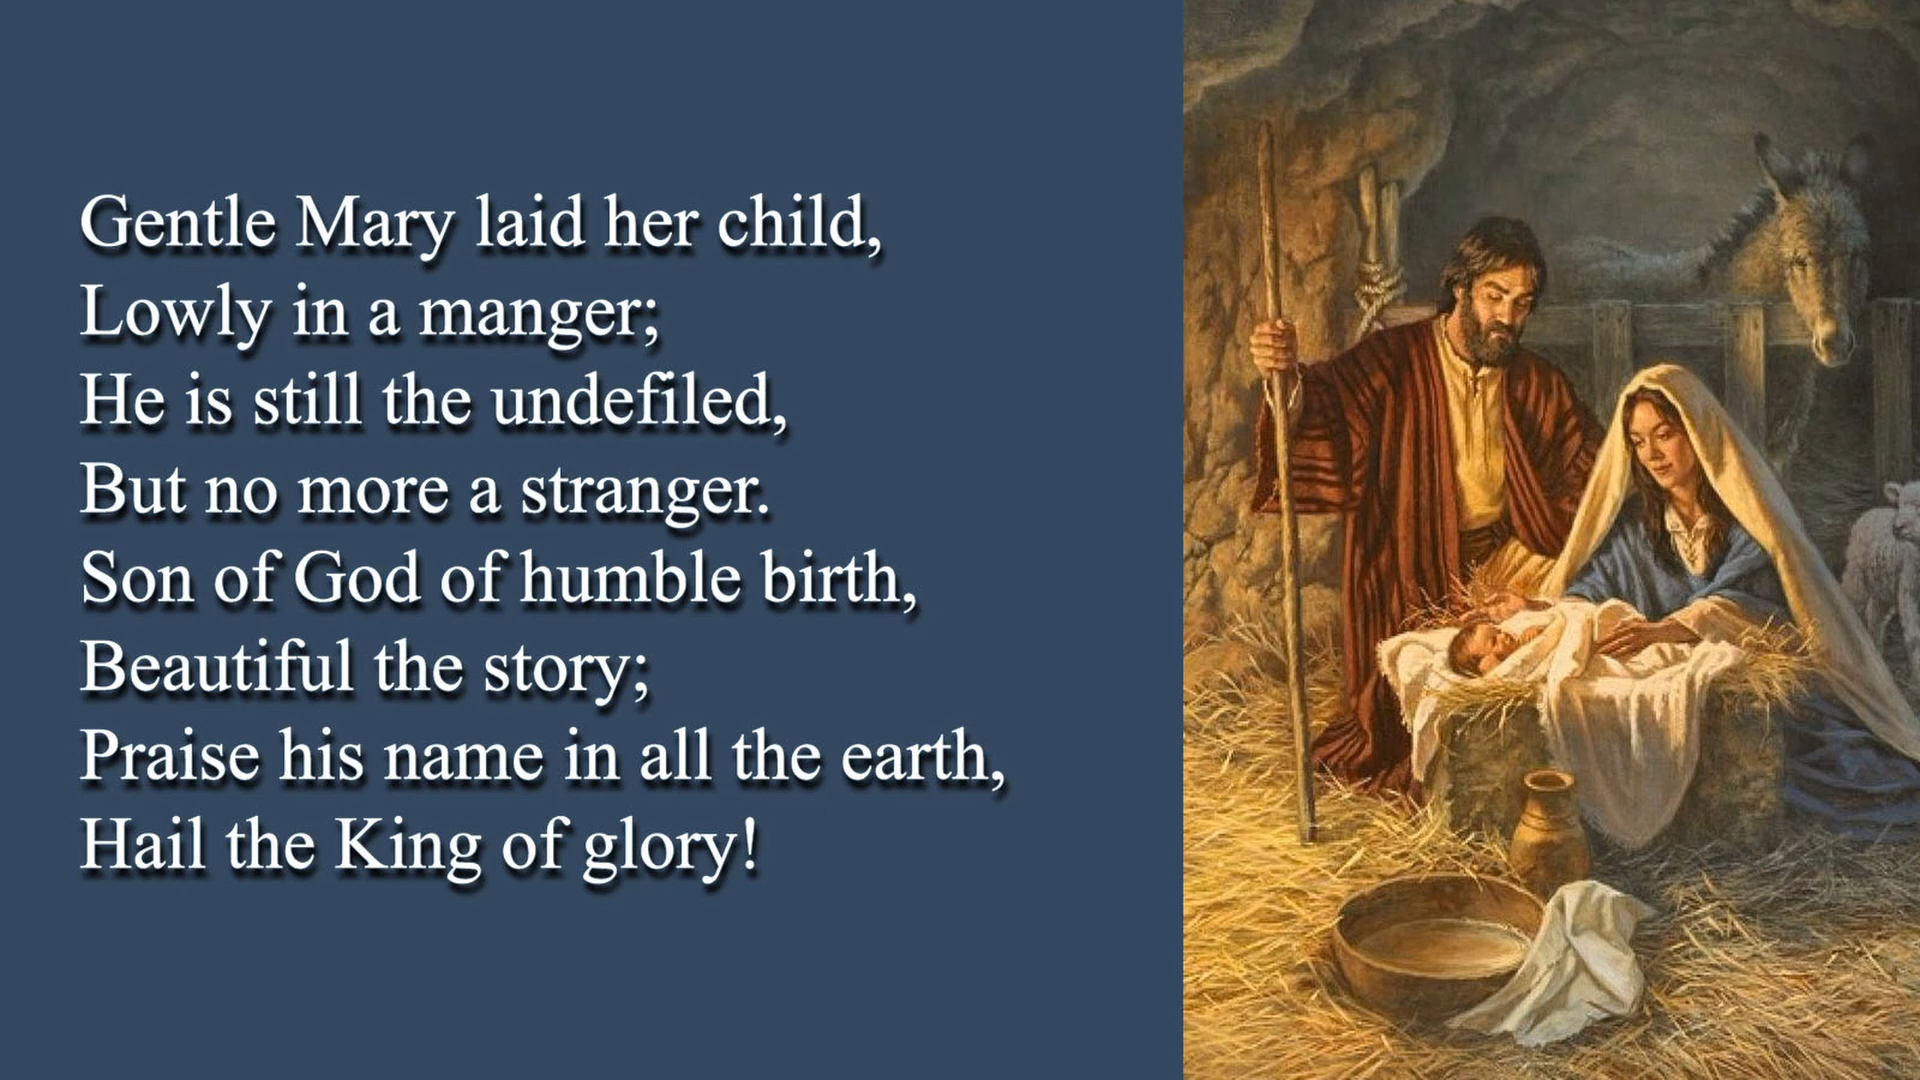 Gentle Mary laid her child,
Lowly in a manger;
He is still the undefiled,
But no more a stranger.
Son of God of humble birth,
Beautiful the story;
Praise his name in all the earth,
Hail the King of glory!